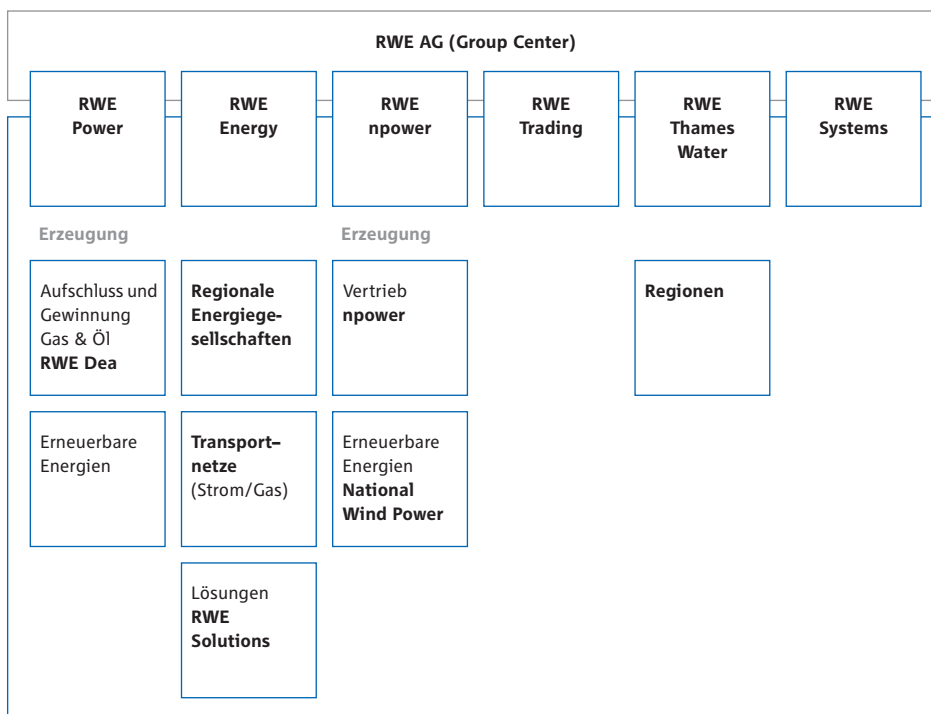 RWE AG (Group Center)
RWE
Power
RWE
Energy
RWE
npower
RWE
Trading
RWE
Thames
Water
RWE
Systems
Erzeugung
Erzeugung
Aufschluss und
Gewinnung
Gas & Öl
RWE Dea
Regionale
Energiege-
sellschaften
Vertrieb
npower
Regionen
Erneuerbare
Energien
Transport–
netze
(Strom/Gas)
Erneuerbare
Energien
National
Wind Power
Lösungen
RWE
Solutions